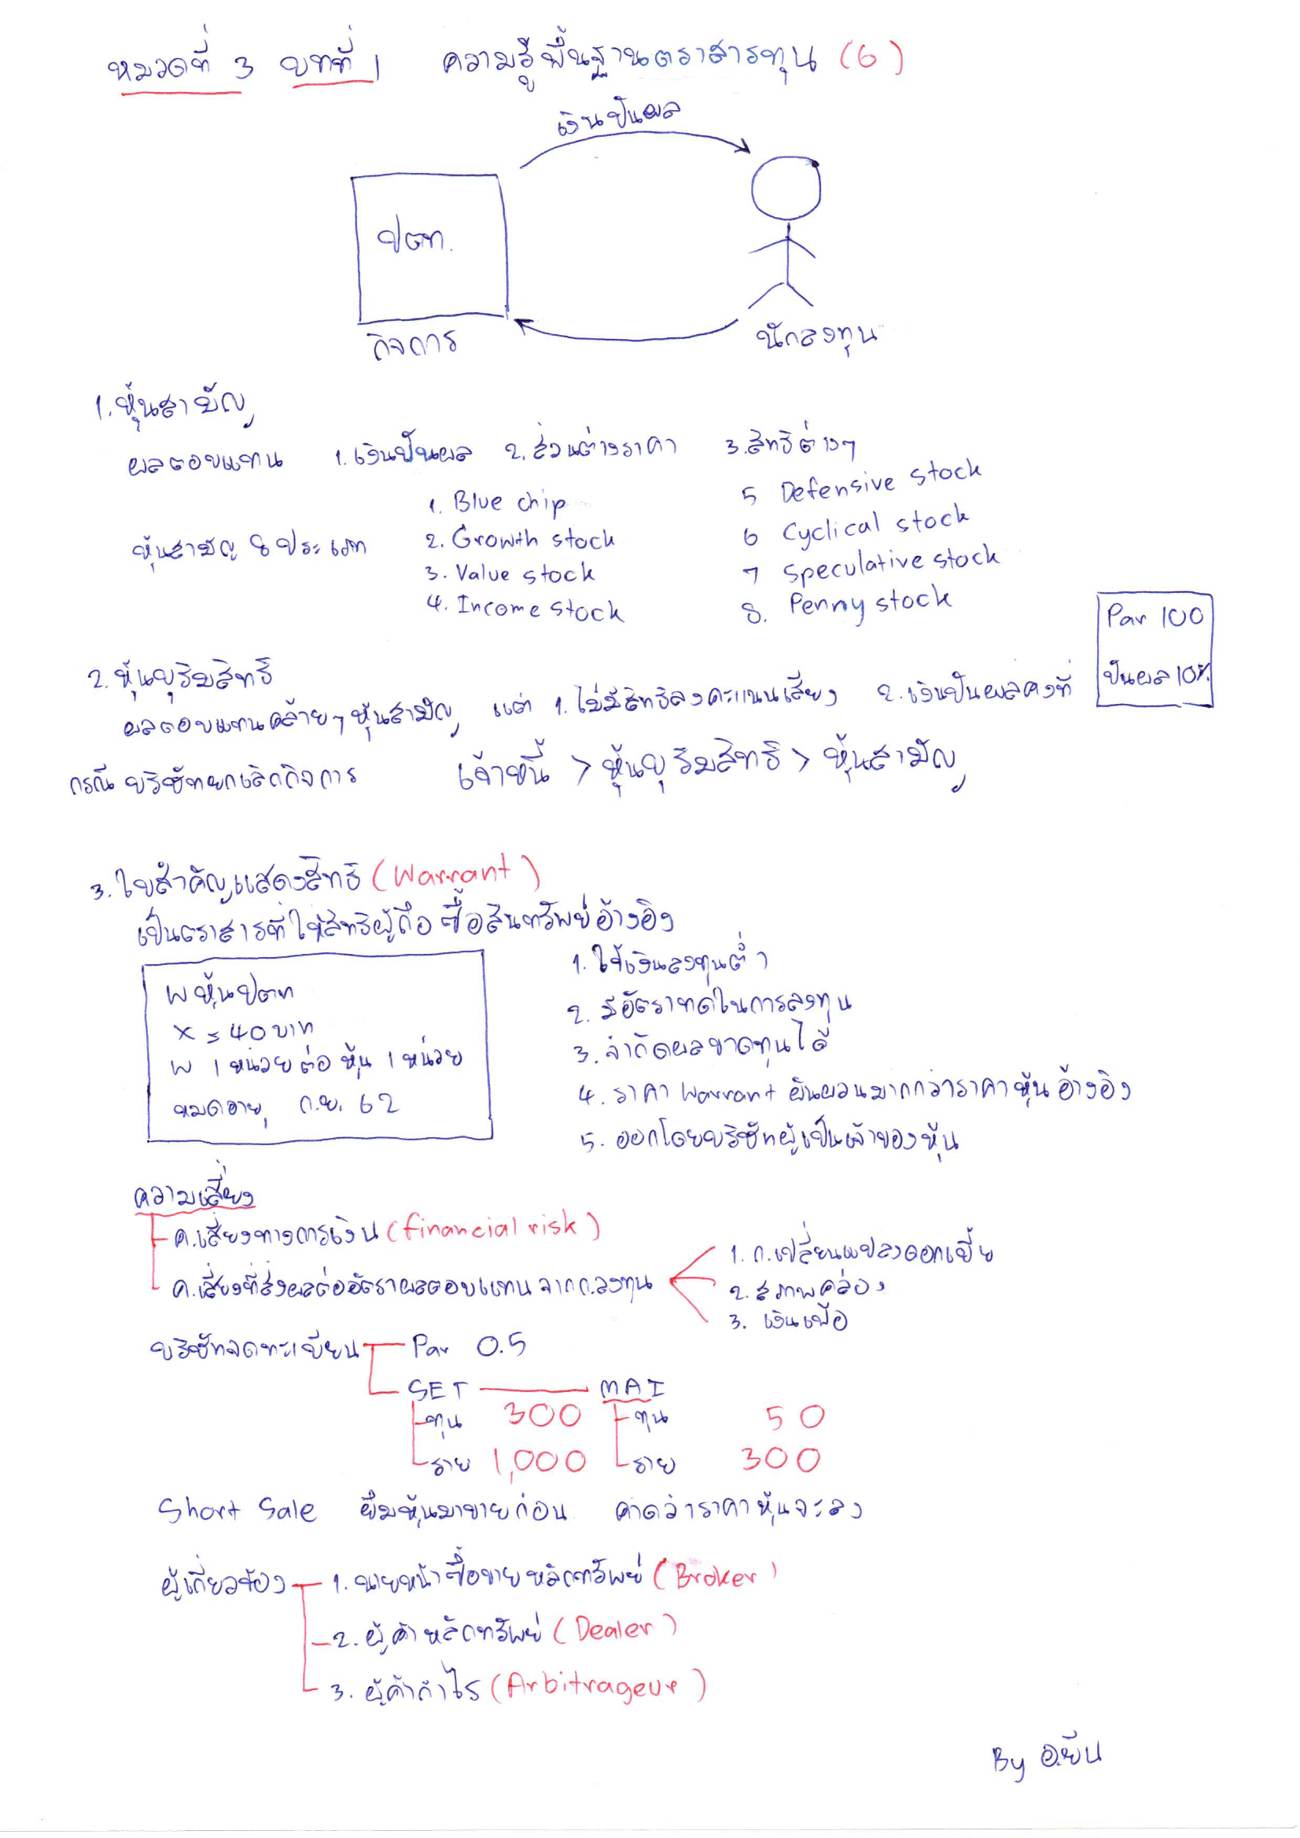 หมวดที่ 3 บทที่ 1 ความรู้พื้นฐานตราสารทุน (6)
เงินปันผล
ปตท.
กิจการ
นักลงทุน
1. หุ้นสามัญ
ผลตอบแทน 1. เงินปันผล 2. ส่วนต่างราคา 3. สิทธิต่างๆ
หุ้นสามัญ 8 ประเภท
1. Blue chip
2. Growth stock
3. Value stock
4. Income stock
5 Defensive stock
6 Cyclical stock
7 Speculative stock
8. Penny stock
Par 100
ปันผล 10%
2. หุ้นบุริมสิทธิ์
ผลตอบแทนคล้ายๆ หุ้นสามัญ แต่ 1. ไม่มีสิทธิลงคะแนนเสียง 2. เงินปันผลคงที่
กรณี บริษัทยกเลิกกิจการ เจ้าหนี้ > หุ้นบุริมสิทธิ > หุ้นสามัญ
3. ใบสำคัญแสดงสิทธิ (Warrant)
เป็นตราสารที่ให้สิทธิผู้ถือ ซื้อสินทรัพย์อ้างอิง
W หุ้นปตท
X = 40 บาท
W 1 หน่วย ต่อ หุ้น 1 หน่วย
หมดอายุ ก.ย. 62
1. ใช้เงินลงทุนต่ำ
2. มีอัตราทดในการลงทุน
3. จำกัดผลขาดทุนได้
4. ราคา Warrant ผันผวนมากกว่าราคาหุ้นอ้างอิง
5. ออกโดยบริษัทผู้เป็นเจ้าของหุ้น
ความเสี่ยง
ค.เสี่ยงทางการเงิน (financial risk)
ค.เสี่ยงที่ส่งผลต่ออัตราผลตอบแทนจากก.ลงทุน
1. ก.เปลี่ยนแปลงดอกเบี้ย
2. สภาพคล่อง
3. เงินเฟ้อ
บริษัทจดทะเบียน Par 0.5
SET MAI
ทุน 300 ทุน 50
ราย 1,000 ราย 300
Short Sale ยืมหุ้นมาขายก่อน คาดว่าราคาหุ้นจะลง
ผู้เกี่ยวข้อง 1. นายหน้าซื้อขายหลักทรัพย์ (Broker)
2. ผู้ค้าหลักทรัพย์ (Dealer)
3. ผู้ค้ากำไร (Arbitrageur)
By อ.ยีน